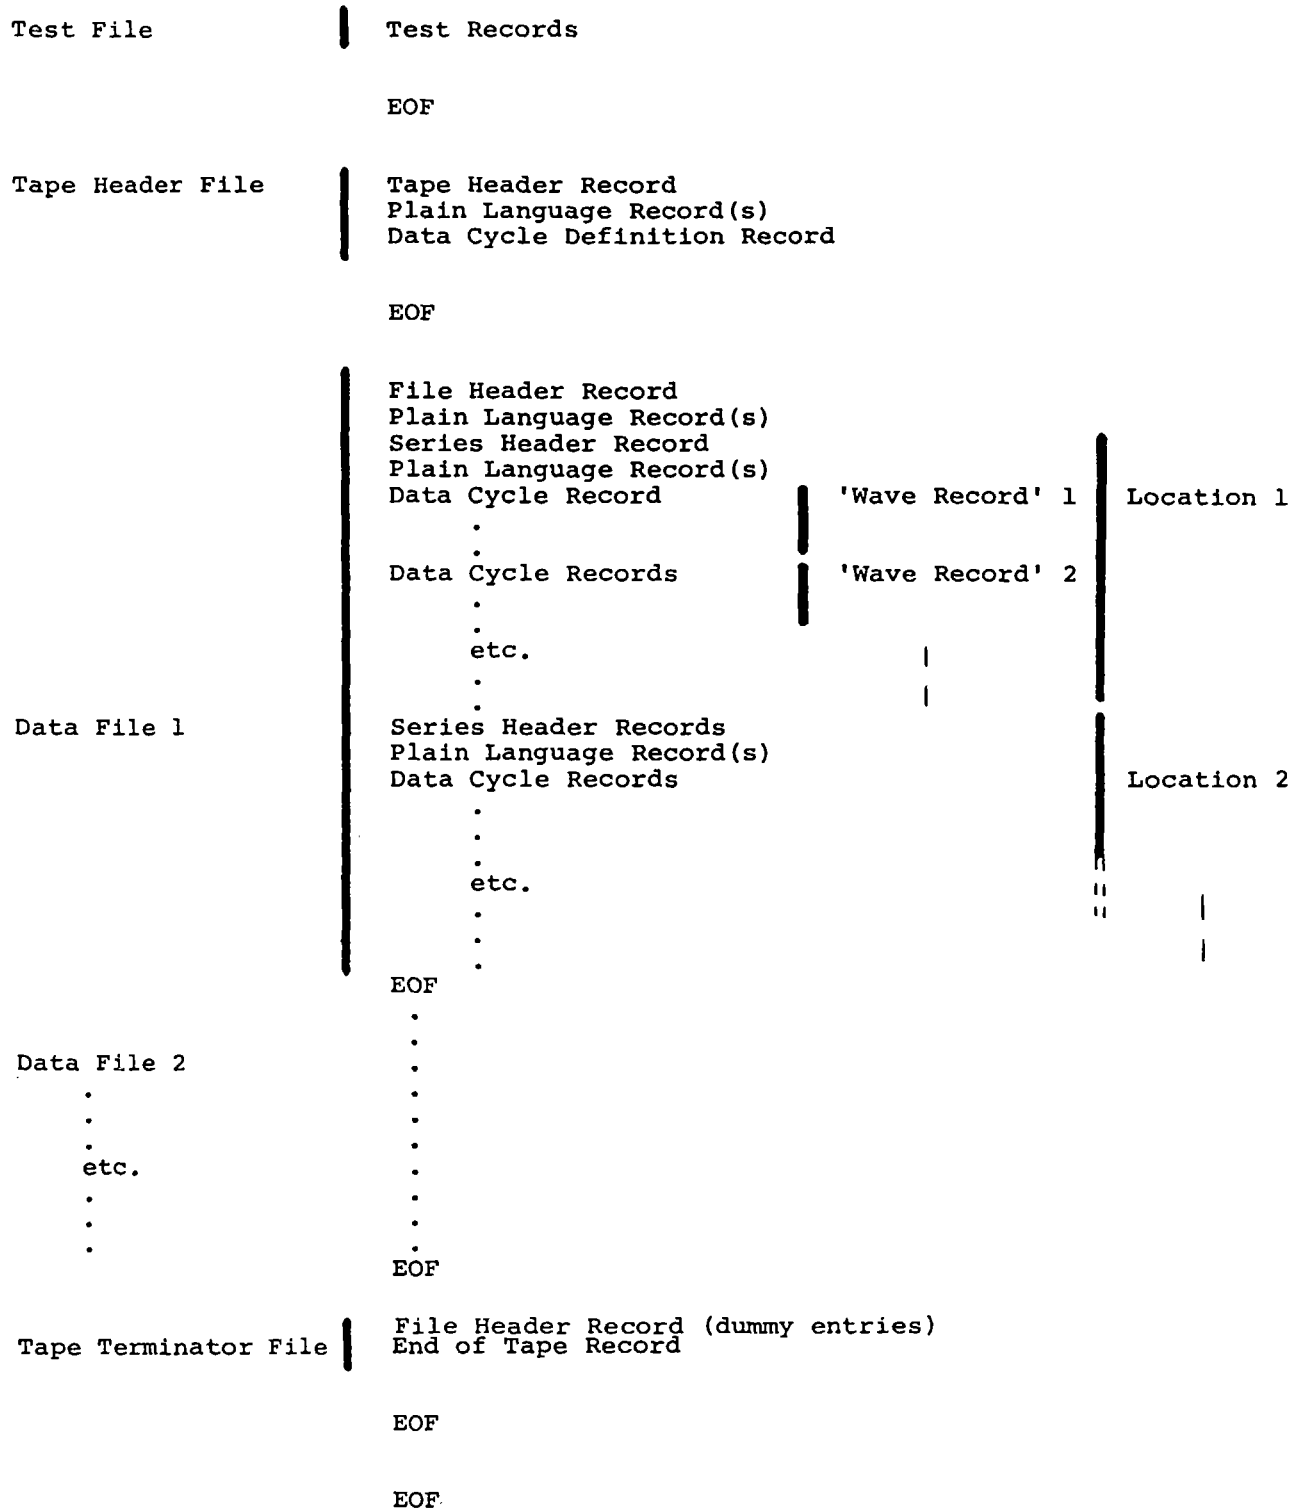 Test File Test Records
EOF
Tape Header File Tape Header Record
Plain Language Record(s)
Data Cycle Definition Record
EOF
File Header Record
Plain Language Record(s)
Series Header Record
Plain Language Record(s)
Data Cycle Record 'Wave Record' 1 Location 1
.
.
Data Cycle Records 'Wave Record' 2
.
.
etc.
.
.
Data File 1 Series Header Records
Plain Language Record(s)
Data Cycle Records Location 2
.
.
.
etc.
.
.
.
EOF
.
.
Data File 2 .
. .
. .
. .
etc. .
. .
. .
. .
EOF
File Header Record (dummy entries)
Tape Terminator File End of Tape Record
EOF
EOF